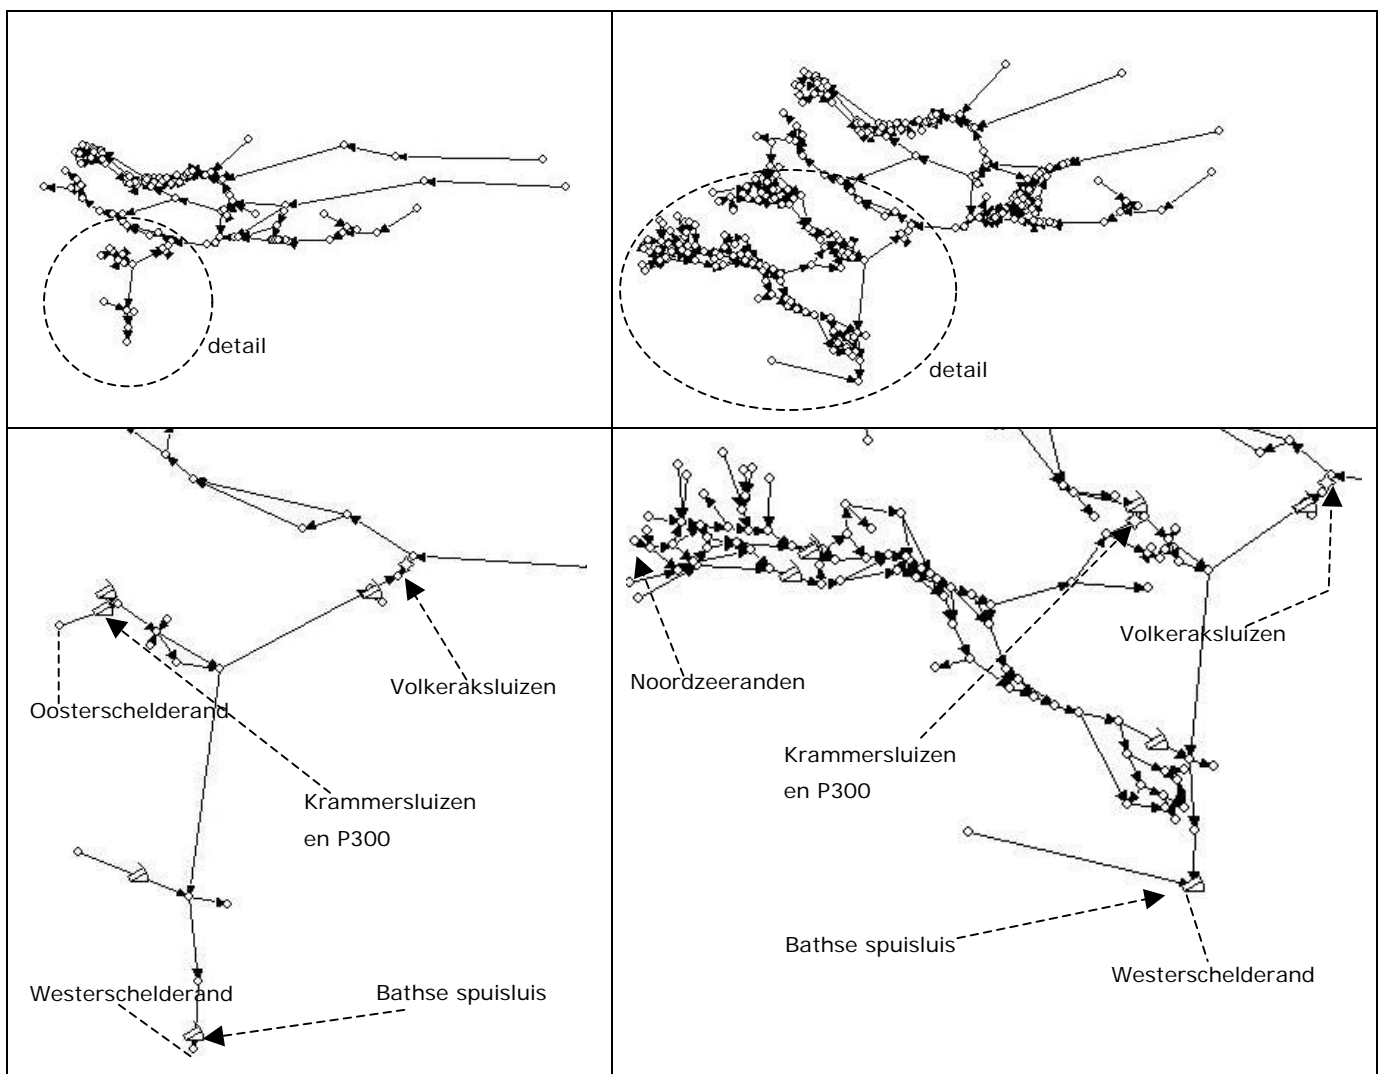 detail
detail
Volkeraksluizen
Oosterschelderand
Krammersluizen
en P300
Westerschelderand
Bathse spuisluis
Volkeraksluizen
Noordzeeranden
Krammersluizen
en P300
Bathse spuisluis
Westerschelderand